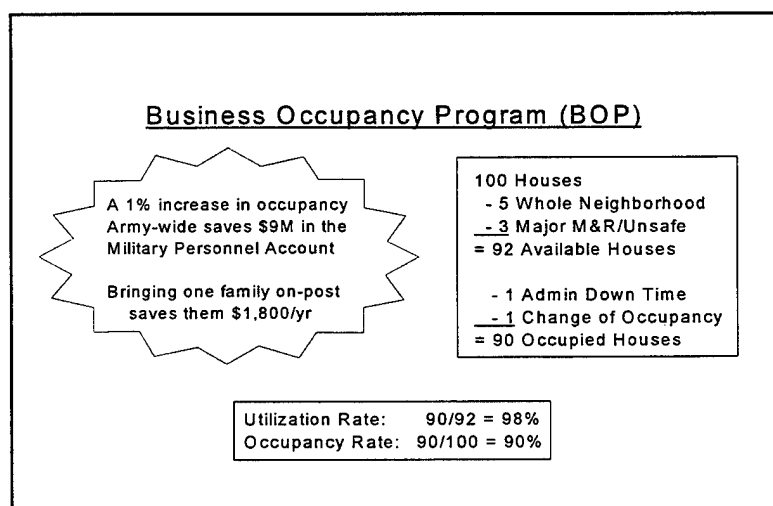 Business Occupancy Program (BOP)
A 1% increase in occupancy
Army-wide saves $9M in the
Military Personnel Account
Bringing one family on-post
saves them $1,800/yr
100 Houses
- 5 Whole Neighborhood
- 3 Major M&R/Unsafe
= 92 Available Houses
- 1 Admin Down Time
- 1 Change of Occupancy
= 90 Occupied Houses
Utilization Rate: 90/92 = 98%
Occupancy Rate: 90/100 = 90%